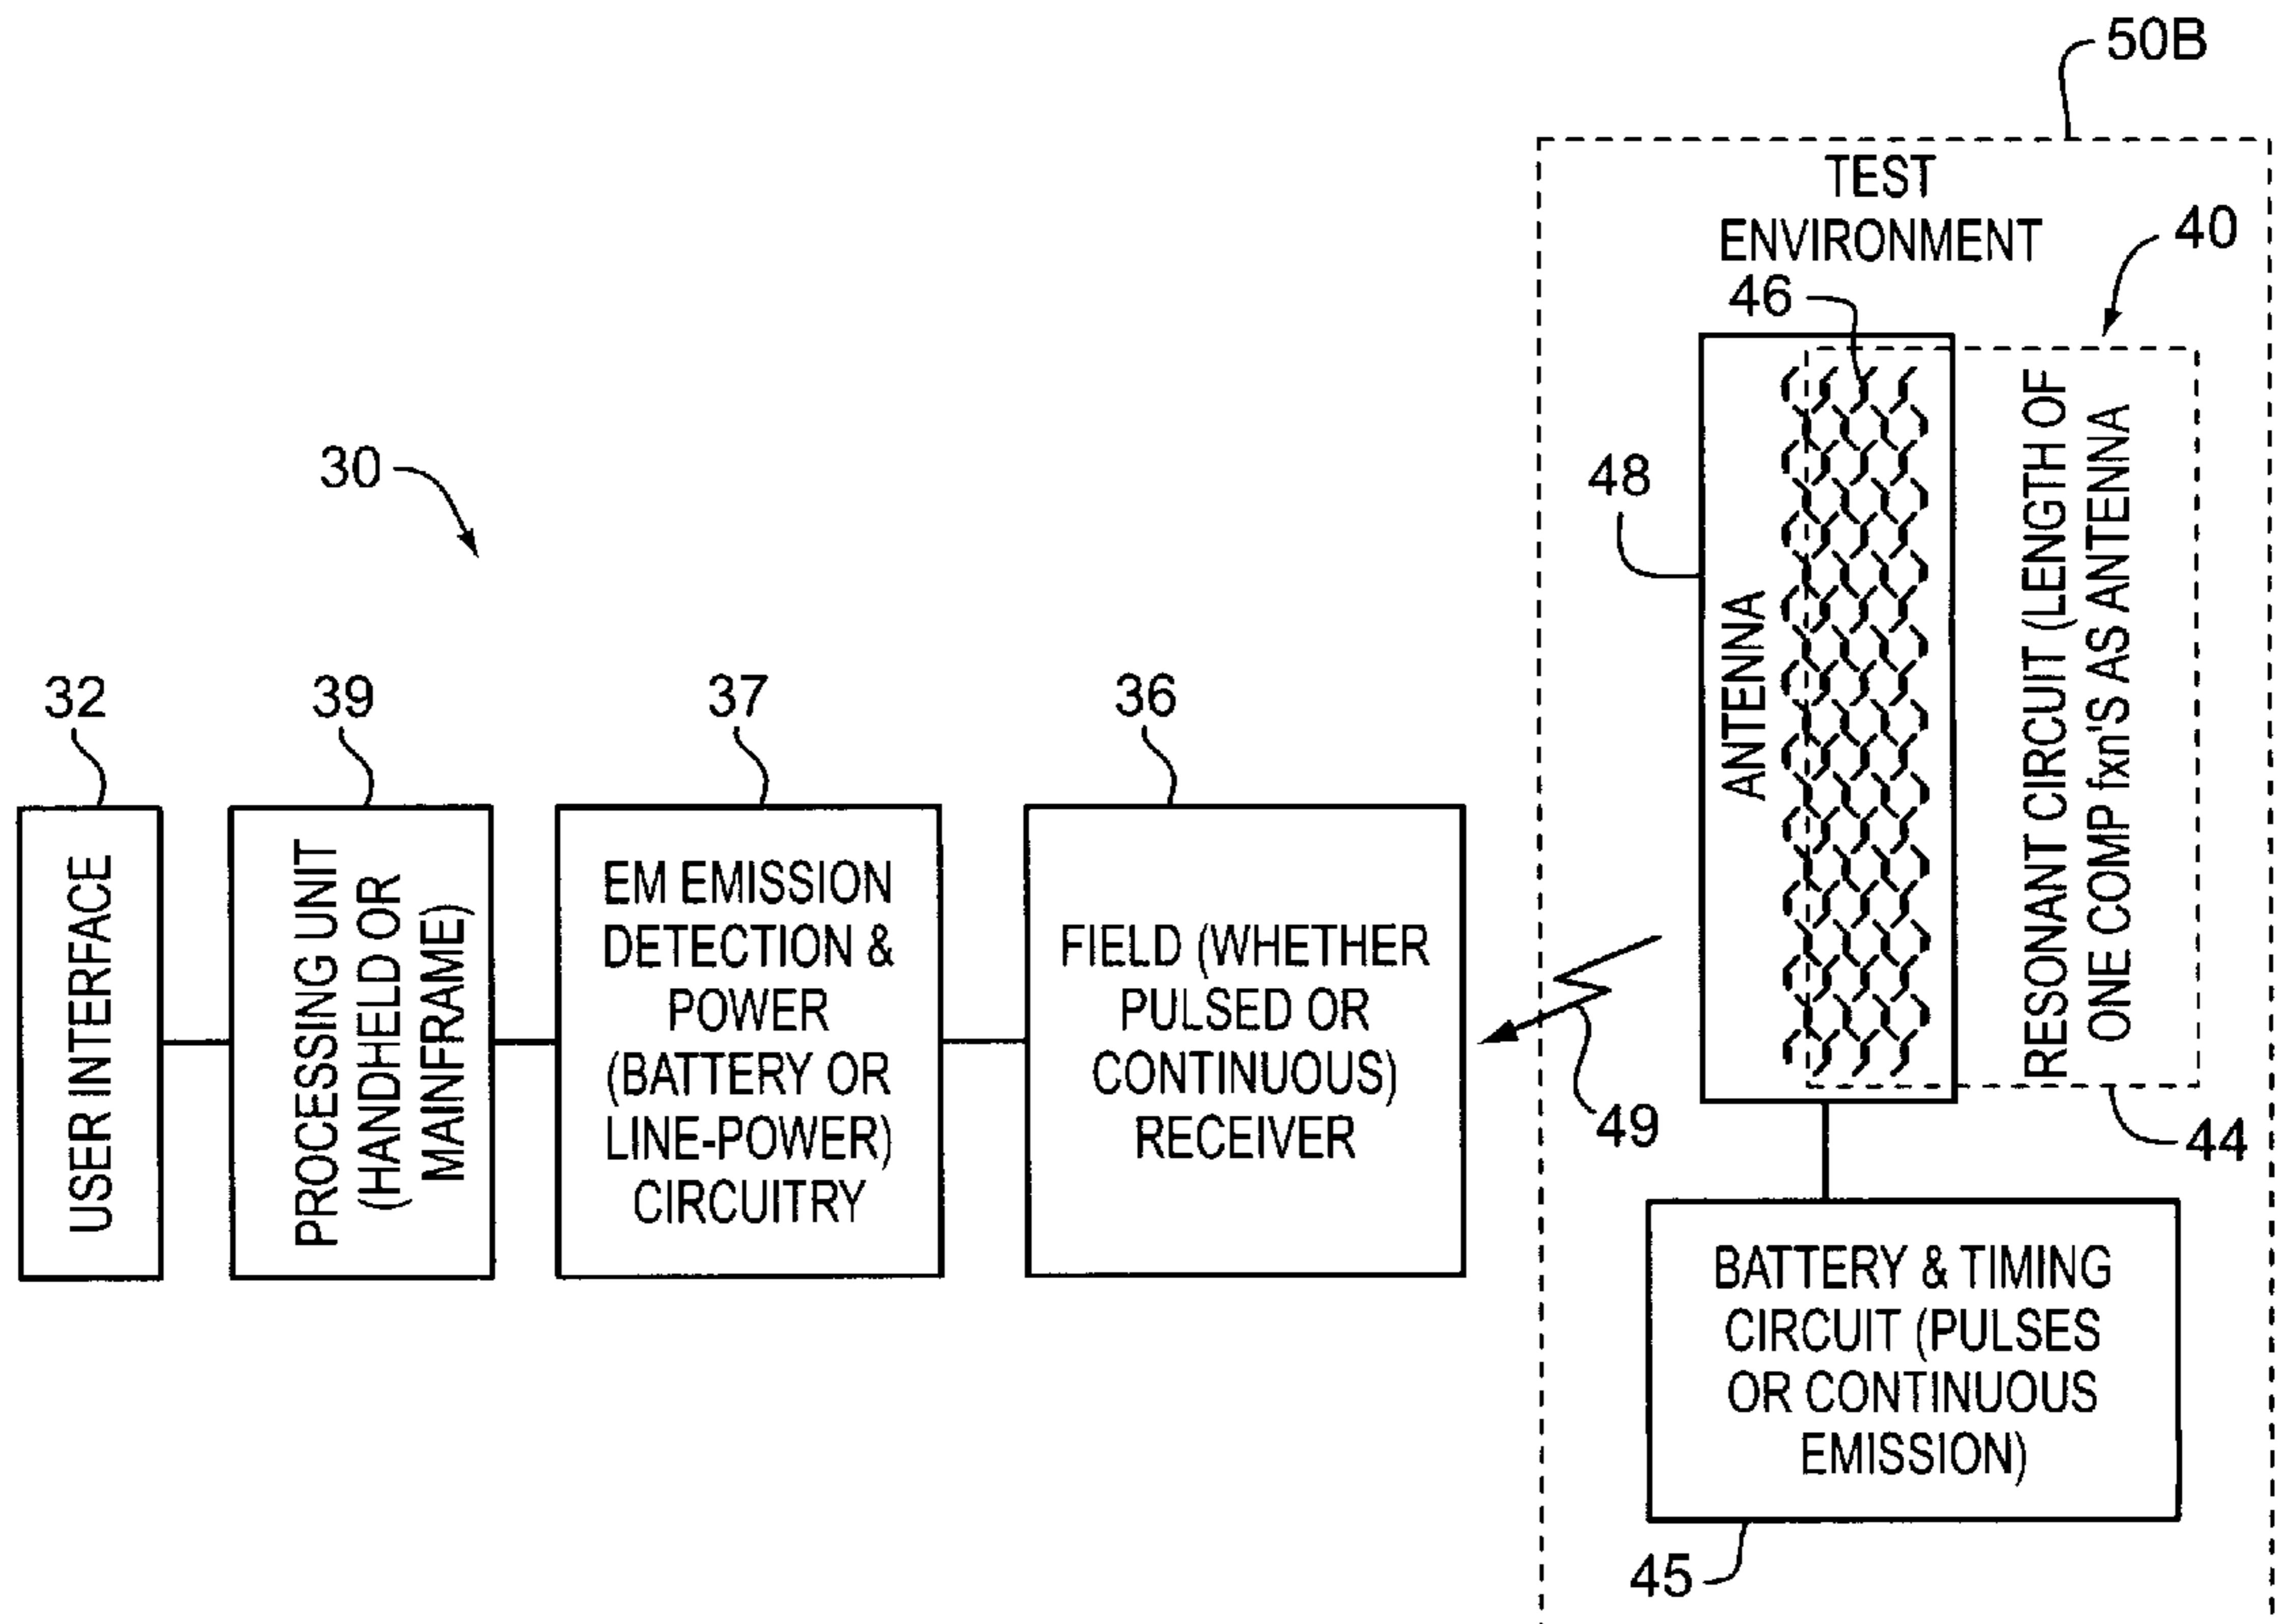 50B
TEST
ENVIRONMENT
40
46
30
48
ANTENNA
RESONANT CIRCUIT (LENGTH OF
ONE COMP fxn'S AS ANTENNA
32
39
37
36
USER INTERFACE
PROCESSING UNIT
(HANDHELD OR
MAINFRAME)
EM EMISSION
DETECTION &
POWER
(BATTERY OR
LINE-POWER)
CIRCUITRY
FIELD (WHETHER
PULSED OR
CONTINUOUS)
RECEIVER
49
44
BATTERY & TIMING
CIRCUIT (PULSES
OR CONTINUOUS
EMISSION)
45